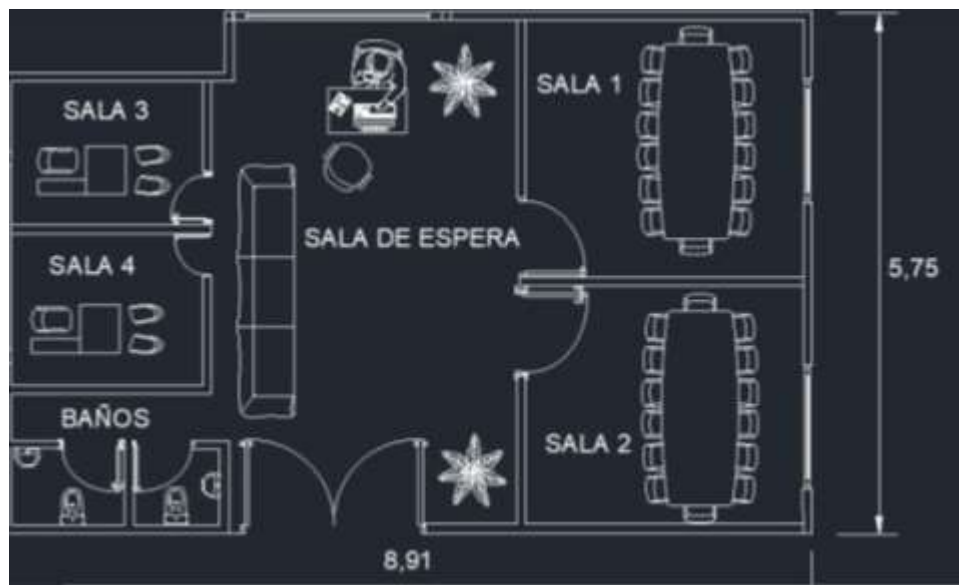 SALA 3
SALA 1
SALA DE ESPERA
SALA 4
5,75
BAÑOS
SALA 2
8,91